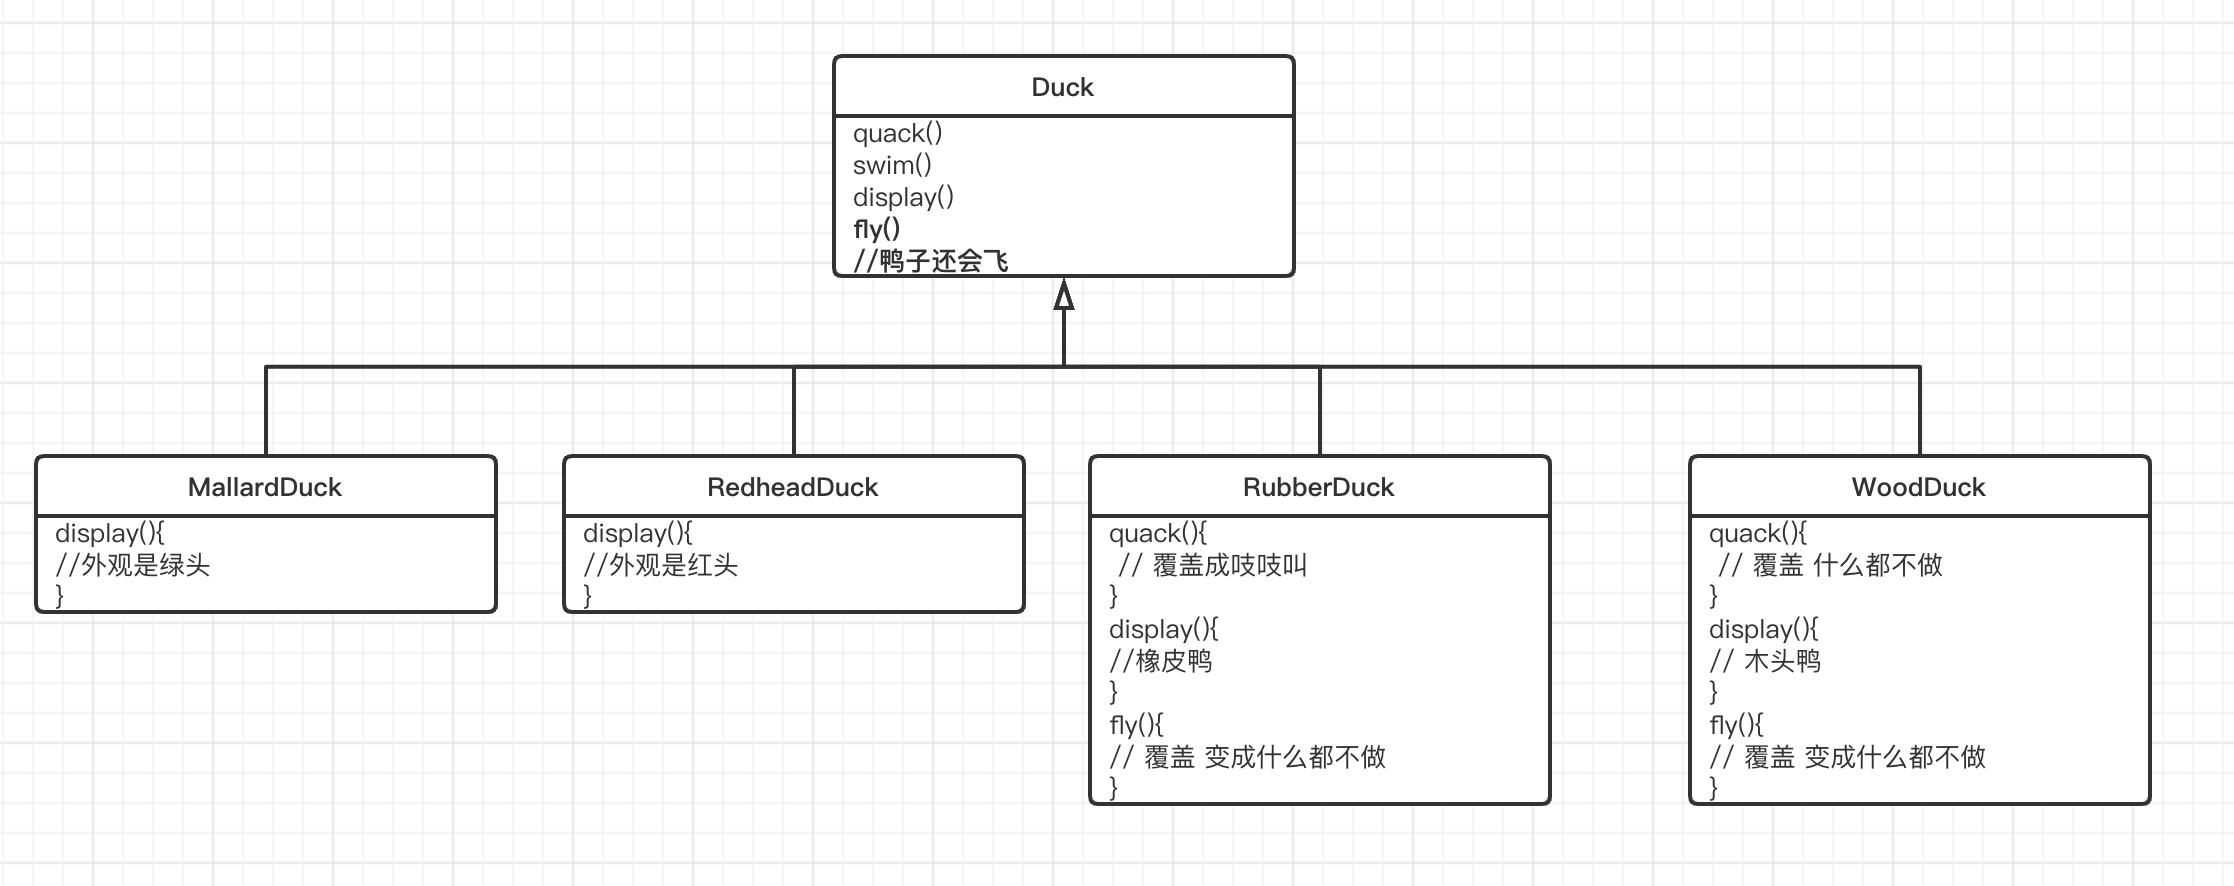 Duck
quack()
swim()
display()
fly()
//鸭子还会飞
MallardDuck
display(){
//外观是绿头
}
RedheadDuck
display(){
//外观是红头
}
RubberDuck
quack(){
// 覆盖成吱吱叫
}
display(){
//橡皮鸭
}
fly(){
// 覆盖 变成什么都不做
}
WoodDuck
quack(){
// 覆盖 什么都不做
}
display(){
// 木头鸭
}
fly(){
// 覆盖 变成什么都不做
}